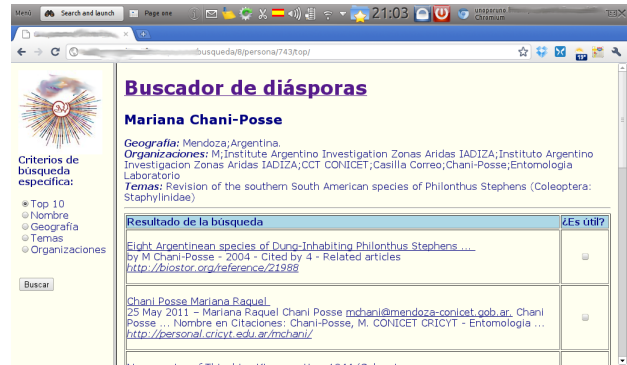 Menú Search and launch Page one 21:03 Chromium
busqueda/8/persona/743/top/
19°
Buscador de diásporas
Mariana Chani-Posse
Geografía: Mendoza;Argentina.
Organizaciones: M;Institute Argentino Investigation Zonas Aridas IADIZA;Instituto Argentino
Investigacion Zonas Aridas IADIZA;CCT CONICET;Casilla Correo;Chani-Posse;Entomologia
Laboratorio
Temas: Revision of the southern South American species of Philonthus Stephens (Coleoptera:
Staphylinidae)
Criterios de
búsqueda
específica:
Top 10
Nombre
Geografía
Temas
Organizaciones
Buscar
Resultado de la búsqueda ¿Es útil?
Eight Argentinean species of Dung-Inhabiting Philonthus Stephens ...
by M Chani-Posse - 2004 - Cited by 4 - Related articles
http://biostor.org/reference/21988
Chani Posse Mariana Raquel
25 May 2011 – Mariana Raquel Chani Posse mchani@mendoza-conicet.gob.ar. Chani
Posse ... Nombre en Citaciones: Chani-Posse, M. CONICET CRICYT - Entomologia ...
http://personal.cricyt.edu.ar/mchani/